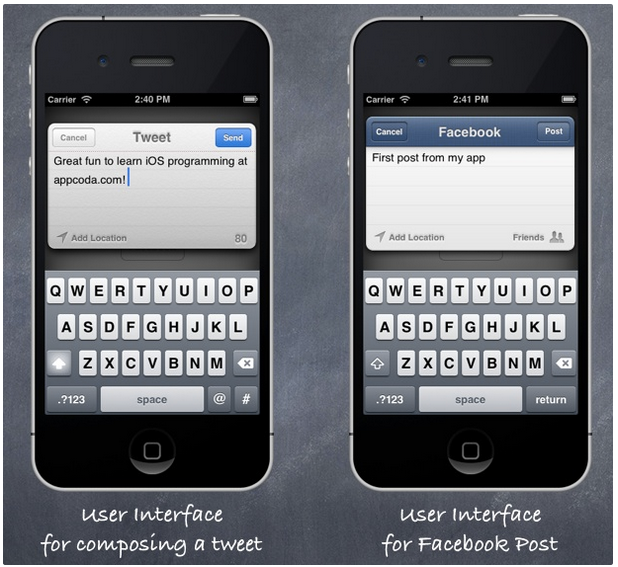 Carrier 2:40 PM
Cancel Tweet Send
Great fun to learn iOS programming at
appcoda.com!
Add Location 80
Q W E R T Y U I O P
A S D F G H J K L
Z X C V B N M
.?123 space @ #
User Interface
for composing a tweet
Carrier 2:41 PM
Cancel Facebook Post
First post from my app
Add Location Friends
Q W E R T Y U I O P
A S D F G H J K L
Z X C V B N M
.?123 space return
User Interface
for Facebook Post